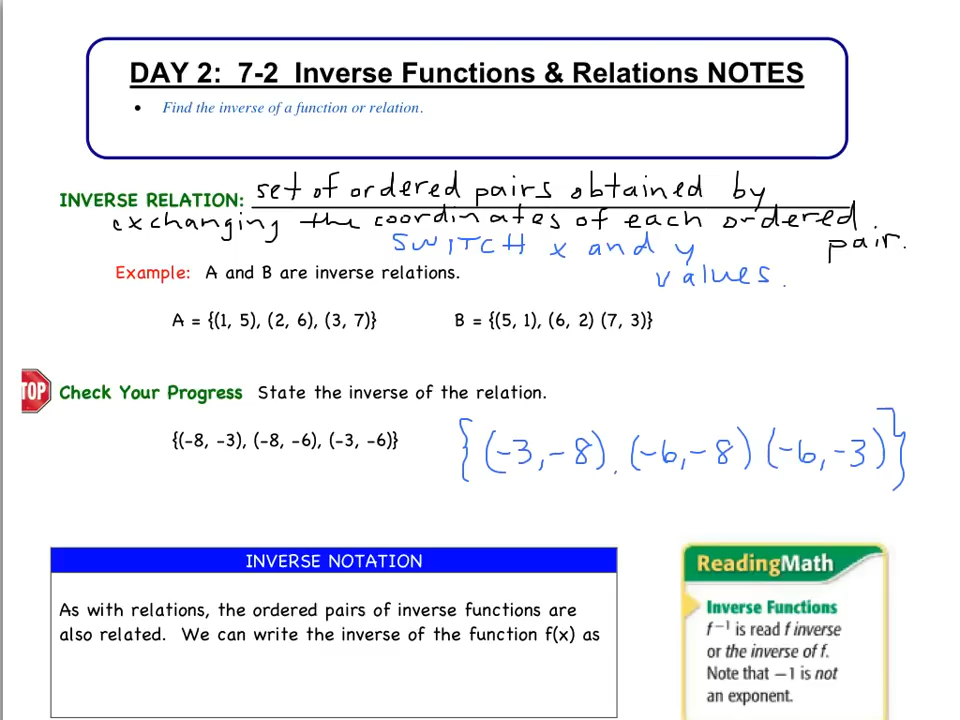 DAY 2: 7-2 Inverse Functions & Relations NOTES
• Find the inverse of a function or relation.
INVERSE RELATION: set of ordered pairs obtained by
exchanging the coordinates of each ordered
pair.
SWITCH x and y
values.
Example: A and B are inverse relations.
A = {(1, 5), (2, 6), (3, 7)} B = {(5, 1), (6, 2) (7, 3)}
TOP
Check Your Progress State the inverse of the relation.
{(-8, -3), (-8, -6), (-3, -6)} {(-3,-8), (-6,-8) (-6,-3)}
INVERSE NOTATION
As with relations, the ordered pairs of inverse functions are
also related. We can write the inverse of the function f(x) as
ReadingMath
Inverse Functions
f⁻¹ is read f inverse
or the inverse of f.
Note that −1 is not
an exponent.